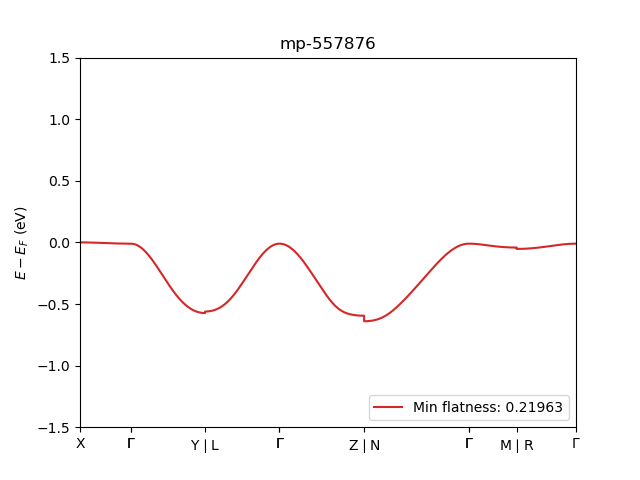 mp-557876
E − E_F (eV)
1.5
1.0
0.5
0.0
−0.5
−1.0
−1.5
Min flatness: 0.21963
X Γ Y | L Γ Z | N Γ M | R Γ